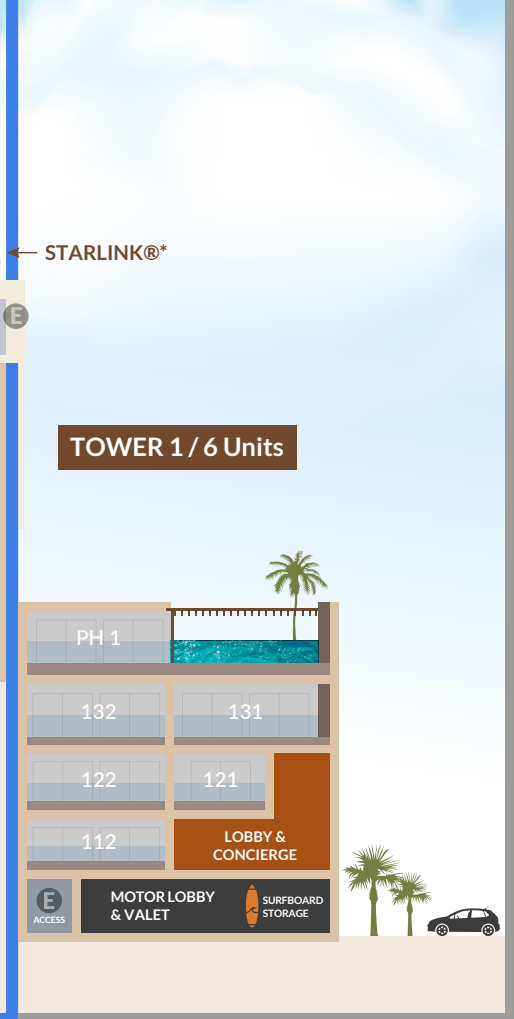 STARLINK®*
E
TOWER 1 / 6 Units
PH 1
132
131
122
121
112
LOBBY &
CONCIERGE
E
ACCESS
MOTOR LOBBY
& VALET
SURFBOARD
STORAGE